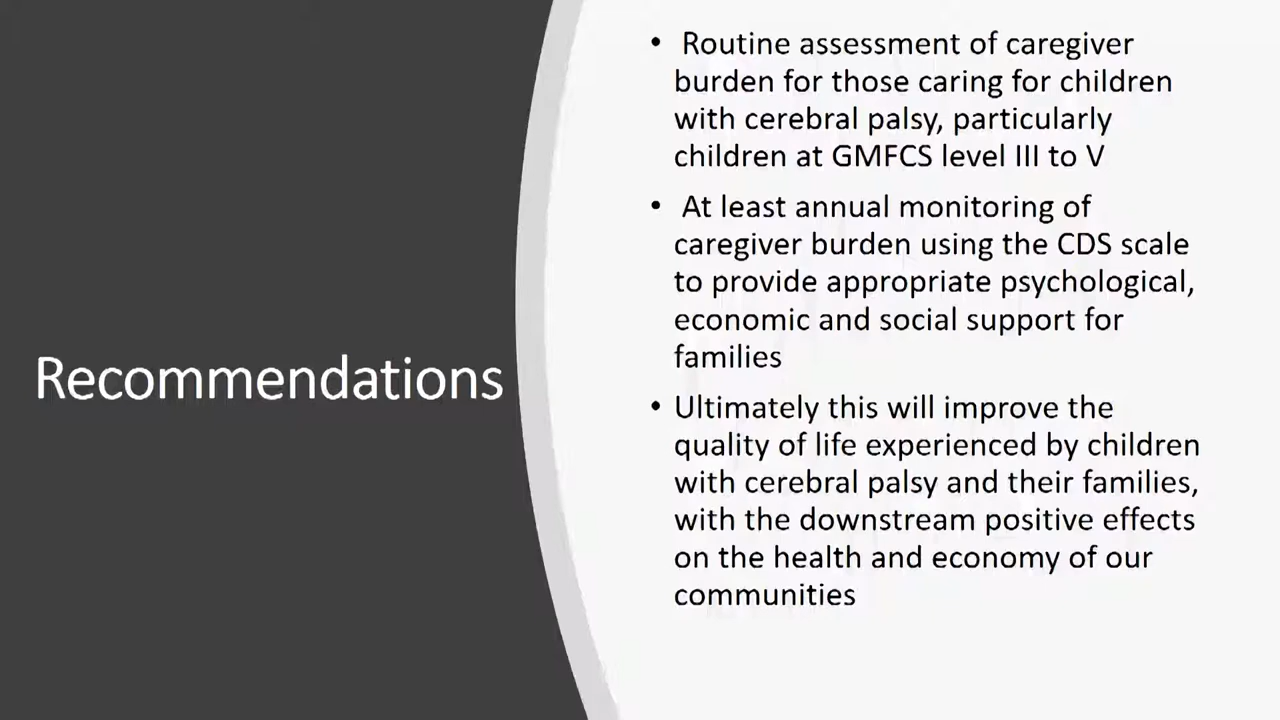 Recommendations
• Routine assessment of caregiver
burden for those caring for children
with cerebral palsy, particularly
children at GMFCS level III to V
• At least annual monitoring of
caregiver burden using the CDS scale
to provide appropriate psychological,
economic and social support for
families
• Ultimately this will improve the
quality of life experienced by children
with cerebral palsy and their families,
with the downstream positive effects
on the health and economy of our
communities